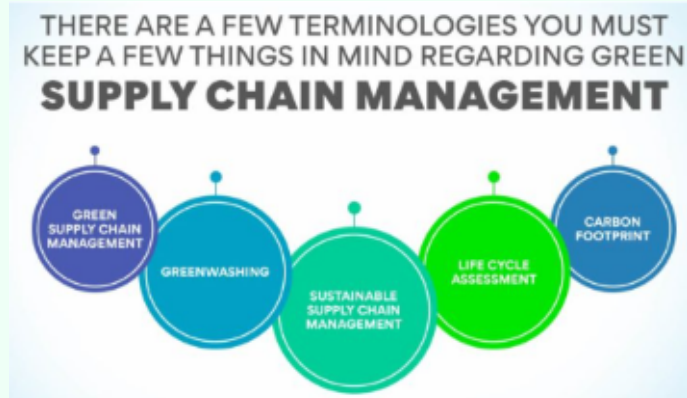 THERE ARE A FEW TERMINOLOGIES YOU MUST
KEEP A FEW THINGS IN MIND REGARDING GREEN
SUPPLY CHAIN MANAGEMENT
GREEN
SUPPLY CHAIN
MANAGEMENT
GREENWASHING
SUSTAINABLE
SUPPLY CHAIN
MANAGEMENT
LIFE CYCLE
ASSESSMENT
CARBON
FOOTPRINT